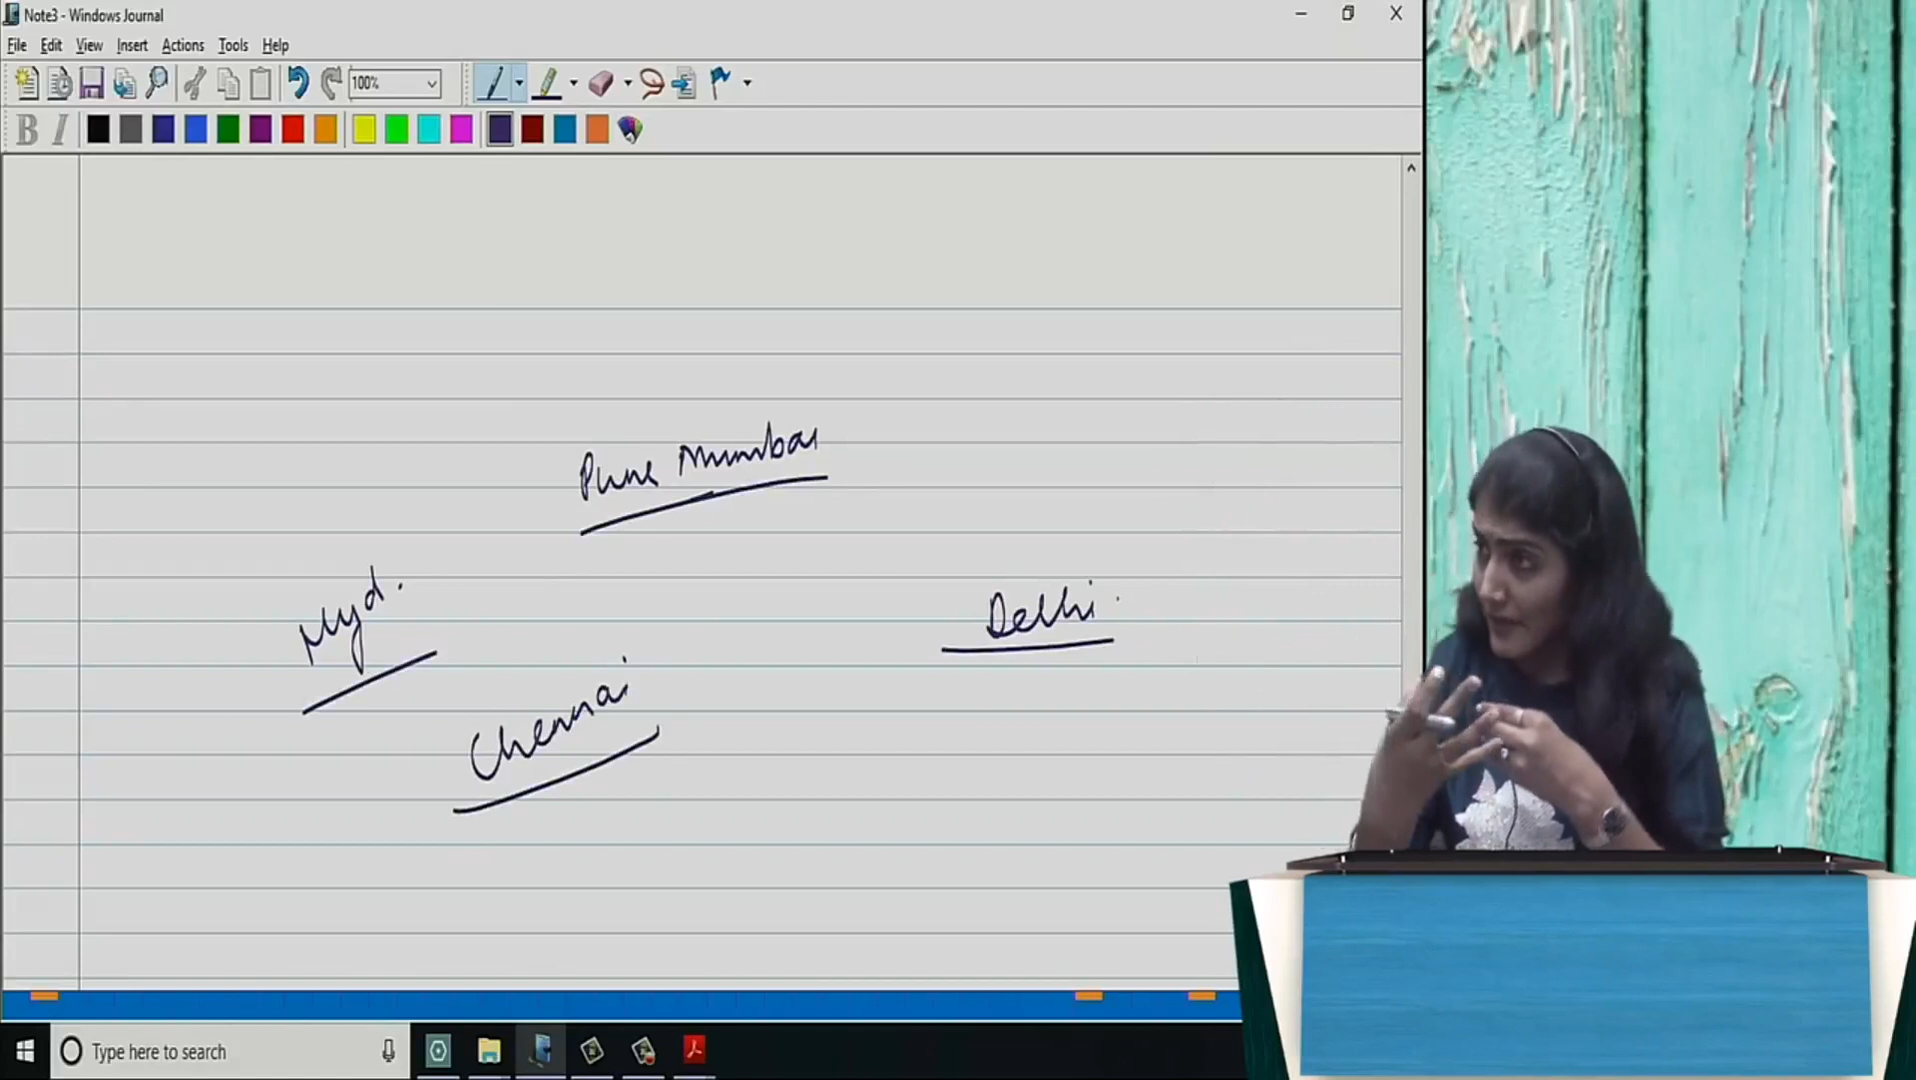 Note3 - Windows Journal
File Edit View Insert Actions Tools Help
100%
B I
Pune Mumbai
Hyd.
Delhi
Chennai
Type here to search